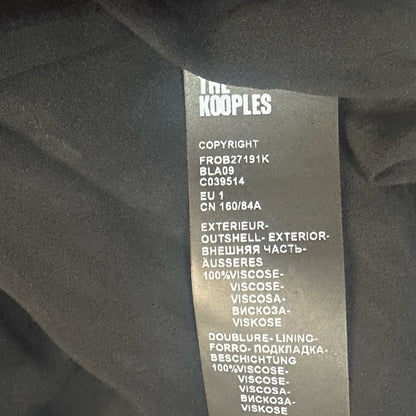 THE
KOOPLES
COPYRIGHT
FROB27191K
BLA09
C039514
EU 1
CN 160/84A
EXTERIEUR-
OUTSHELL- EXTERIOR-
ВНЕШНЯЯ ЧАСТЬ-
ÄUSSERES
100%VISCOSE-
VISCOSE-
VISCOSA-
ВИСКОЗА-
VISKOSE
DOUBLURE- LINING-
FORRO- ПОДКЛАДКА-
BESCHICHTUNG
100%VISCOSE-
VISCOSE-
VISCOSA-
ВИСКОЗА-
VISKOSE